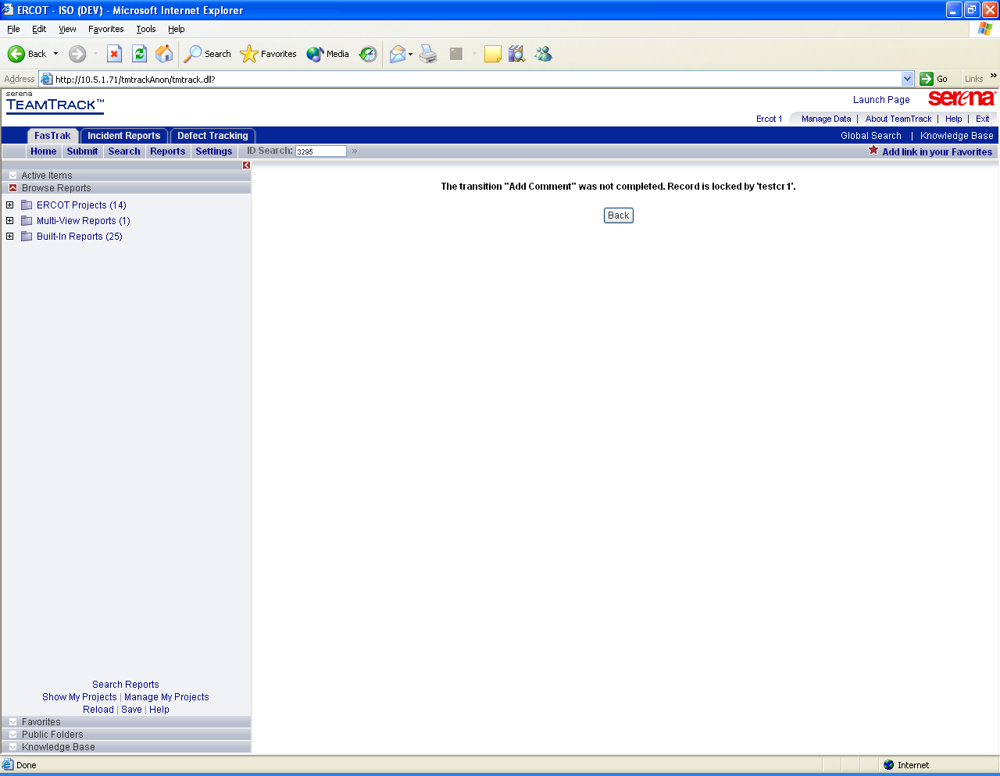 ERCOT - ISO (DEV) - Microsoft Internet Explorer
File Edit View Favorites Tools Help
Back Search Favorites Media
Address http://10.5.1.71/tmtrackAnon/tmtrack.dll? Go Links »
serena
TEAMTRACK™
Launch Page serena
Ercot 1 Manage Data | About TeamTrack | Help | Exit
FasTrak Incident Reports Defect Tracking Global Search | Knowledge Base
Home Submit Search Reports Settings ID Search: 3295 » Add link in your Favorites
Active Items
Browse Reports
ERCOT Projects (14)
Multi-View Reports (1)
Built-In Reports (25)
The transition "Add Comment" was not completed. Record is locked by 'testcr1'.
Back
Search Reports
Show My Projects | Manage My Projects
Reload | Save | Help
Favorites
Public Folders
Knowledge Base
Done Internet